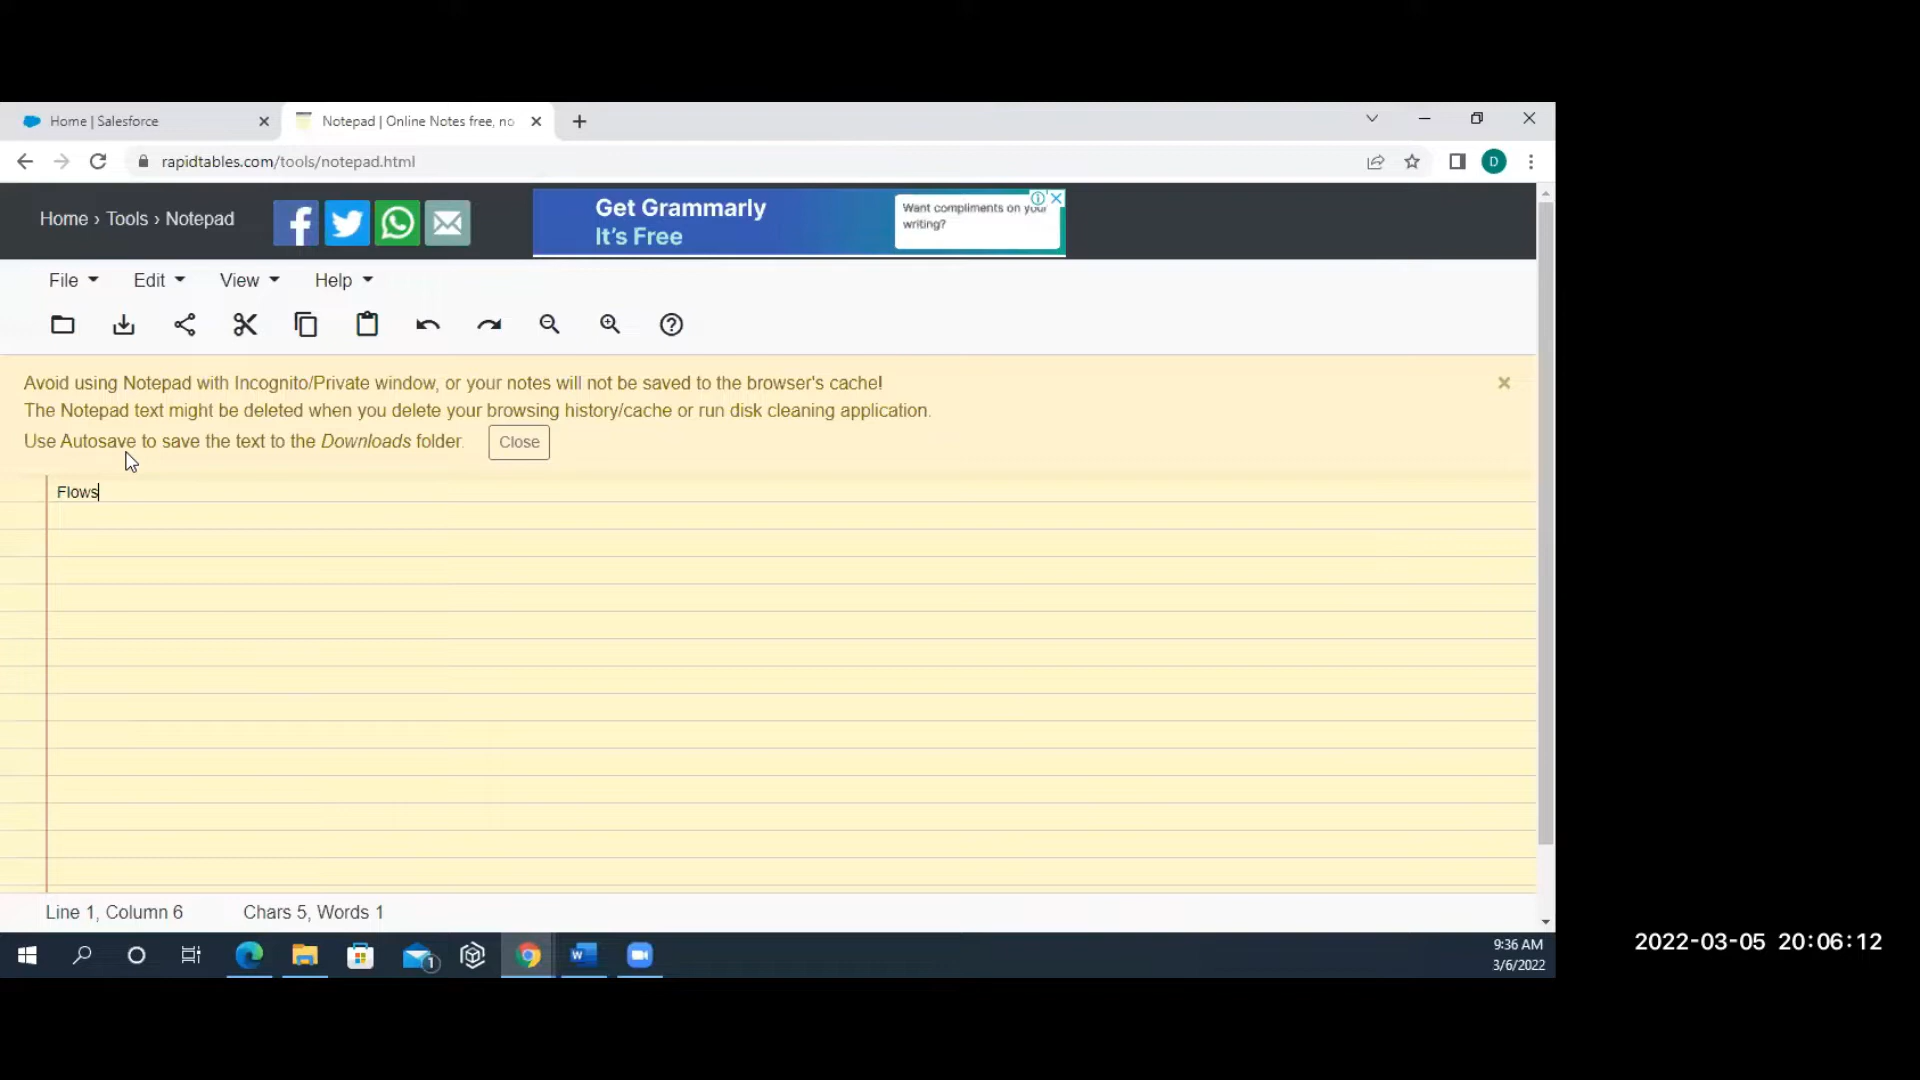 Home | Salesforce
Notepad | Online Notes free, no
rapidtables.com/tools/notepad.html
D
Home › Tools › Notepad
Get Grammarly
It's Free
Want compliments on your
writing?
File
Edit
View
Help
Avoid using Notepad with Incognito/Private window, or your notes will not be saved to the browser's cache!
The Notepad text might be deleted when you delete your browsing history/cache or run disk cleaning application.
Use Autosave to save the text to the Downloads folder.
Close
Flows
Line 1, Column 6
Chars 5, Words 1
1
9:36 AM
3/6/2022
2022-03-05 20:06:12